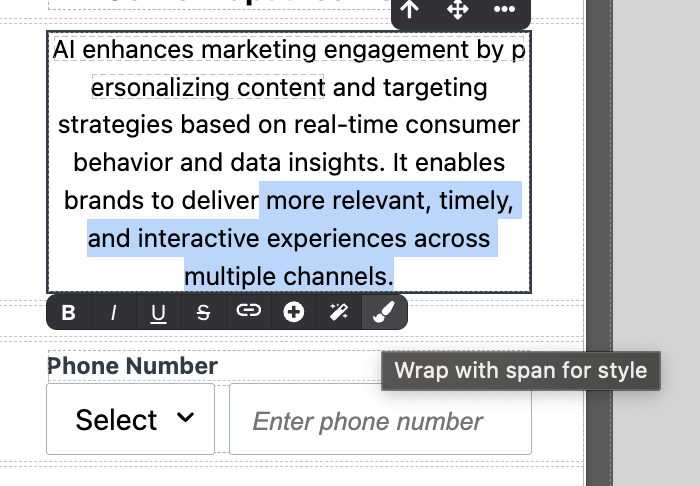 AI enhances marketing engagement by p
ersonalizing content and targeting
strategies based on real-time consumer
behavior and data insights. It enables
brands to deliver more relevant, timely,
and interactive experiences across
multiple channels.
B I U S
Phone Number
Wrap with span for style
Select
Enter phone number